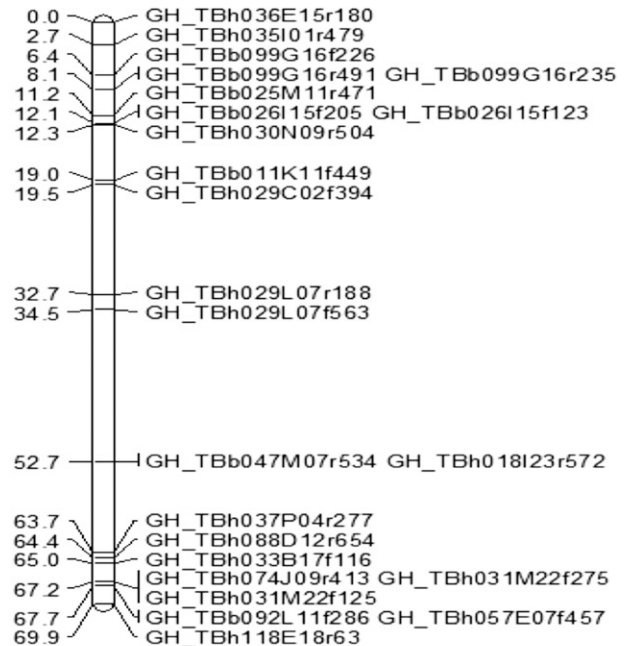 0.0 GH_TBh036E15r180
2.7 GH_TBh035I01r479
6.4 GH_TBb099G16f226
8.1 GH_TBb099G16r491 GH_TBb099G16r235
11.2 GH_TBb025M11r471
12.1 GH_TBb026I15f205 GH_TBb026I15f123
12.3 GH_TBh030N09r504
19.0 GH_TBb011K11f449
19.5 GH_TBh029C02f394
32.7 GH_TBh029L07r188
34.5 GH_TBh029L07f563
52.7 GH_TBb047M07r534 GH_TBh018I23r572
63.7 GH_TBh037P04r277
64.4 GH_TBh088D12r654
65.0 GH_TBh033B17f116
67.2 GH_TBh074J09r413 GH_TBh031M22f275
GH_TBh031M22f125
67.7 GH_TBb092L11f286 GH_TBh057E07f457
69.9 GH_TBh118E18r63